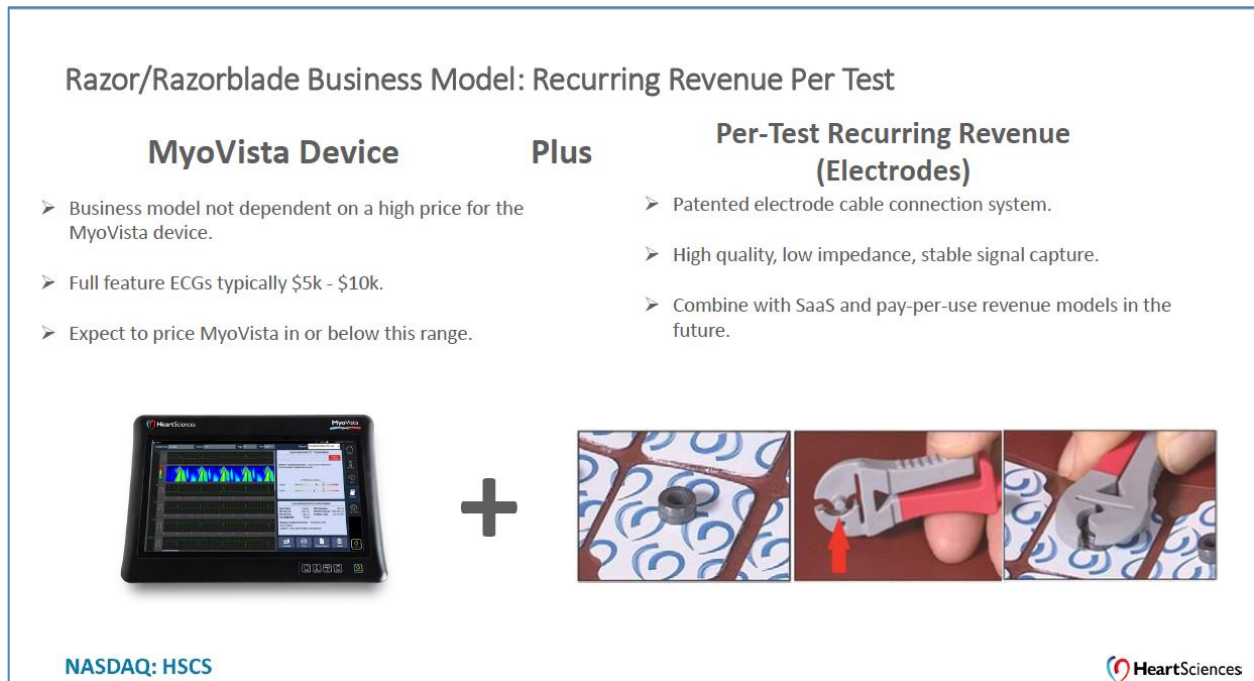 Razor/Razorblade Business Model: Recurring Revenue Per Test
MyoVista Device
Plus
Per-Test Recurring Revenue
(Electrodes)
➢ Business model not dependent on a high price for the
MyoVista device.
➢ Full feature ECGs typically $5k - $10k.
➢ Expect to price MyoVista in or below this range.
➢ Patented electrode cable connection system.
➢ High quality, low impedance, stable signal capture.
➢ Combine with SaaS and pay-per-use revenue models in the
future.
HeartSciences
MyoVista
+
NASDAQ: HSCS
HeartSciences